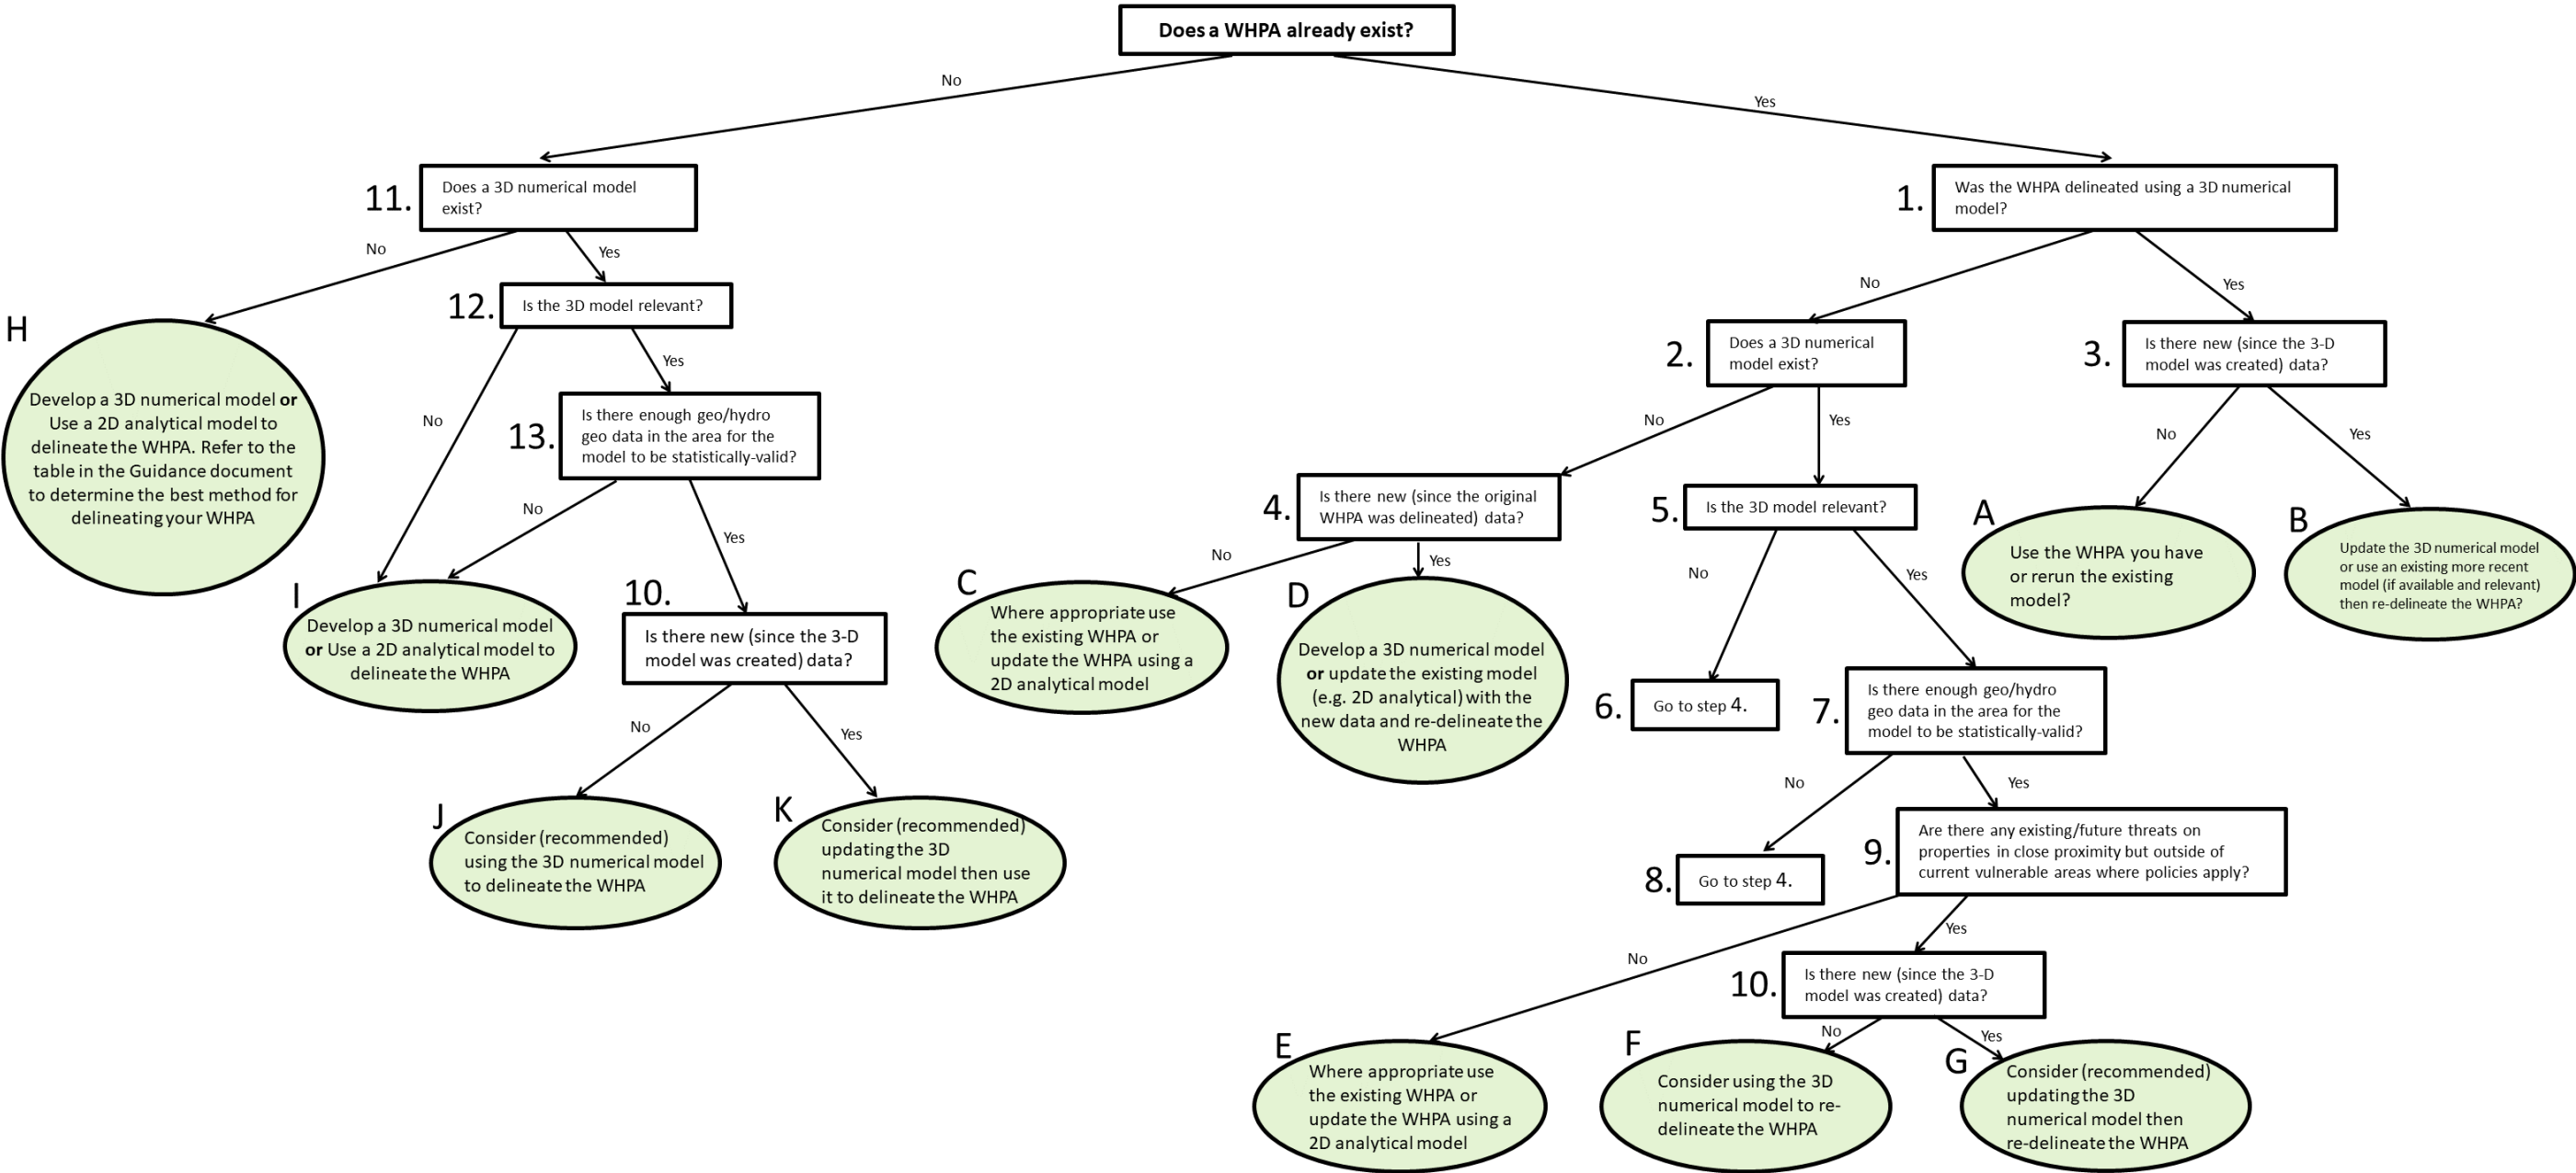 Does a WHPA already exist?
No
Yes
11.
Does a 3D numerical model
exist?
1.
Was the WHPA delineated using a 3D numerical
model?
No
Yes
No
Yes
12.
Is the 3D model relevant?
H
Develop a 3D numerical model or
Use a 2D analytical model to
delineate the WHPA. Refer to the
table in the Guidance document
to determine the best method for
delineating your WHPA
No
Yes
2.
Does a 3D numerical
model exist?
3.
Is there new (since the 3-D
model was created) data?
13.
Is there enough geo/hydro
geo data in the area for the
model to be statistically-valid?
No
Yes
No
Yes
No
Yes
4.
Is there new (since the original
WHPA was delineated) data?
5.
Is the 3D model relevant?
A
Use the WHPA you have
or rerun the existing
model?
B
Update the 3D numerical model
or use an existing more recent
model (if available and relevant)
then re-delineate the WHPA?
I
Develop a 3D numerical model
or Use a 2D analytical model to
delineate the WHPA
10.
Is there new (since the 3-D
model was created) data?
No
Yes
C
Where appropriate use
the existing WHPA or
update the WHPA using a
2D analytical model
D
Develop a 3D numerical model
or update the existing model
(e.g. 2D analytical) with the
new data and re-delineate the
WHPA
No
Yes
6.
Go to step 4.
7.
Is there enough geo/hydro
geo data in the area for the
model to be statistically-valid?
No
Yes
J
Consider (recommended)
using the 3D numerical model
to delineate the WHPA
K
Consider (recommended)
updating the 3D
numerical model then use
it to delineate the WHPA
No
Yes
8.
Go to step 4.
9.
Are there any existing/future threats on
properties in close proximity but outside of
current vulnerable areas where policies apply?
No
Yes
10.
Is there new (since the 3-D
model was created) data?
No
Yes
E
Where appropriate use
the existing WHPA or
update the WHPA using a
2D analytical model
F
Consider using the 3D
numerical model to re-
delineate the WHPA
G
Consider (recommended)
updating the 3D
numerical model then
re-delineate the WHPA